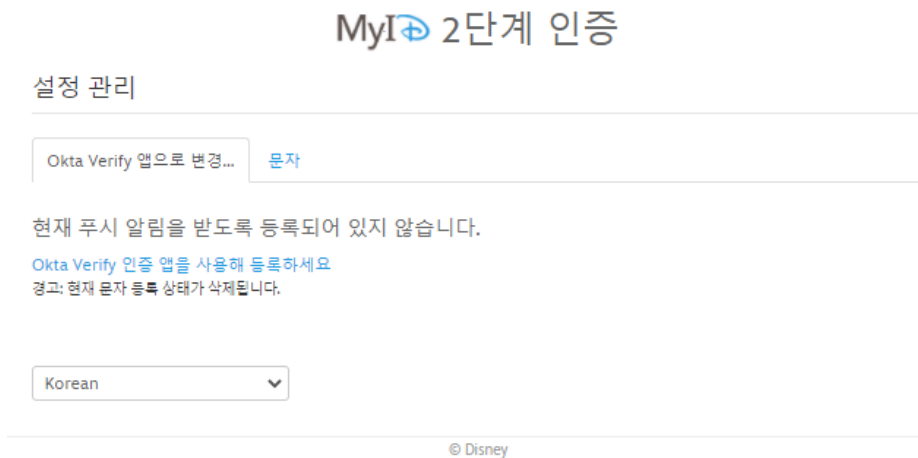 MyID 2단계 인증
설정 관리
Okta Verify 앱으로 변경... 문자
현재 푸시 알림을 받도록 등록되어 있지 않습니다.
Okta Verify 인증 앱을 사용해 등록하세요
경고: 현재 문자 등록 상태가 삭제됩니다.
Korean
© Disney